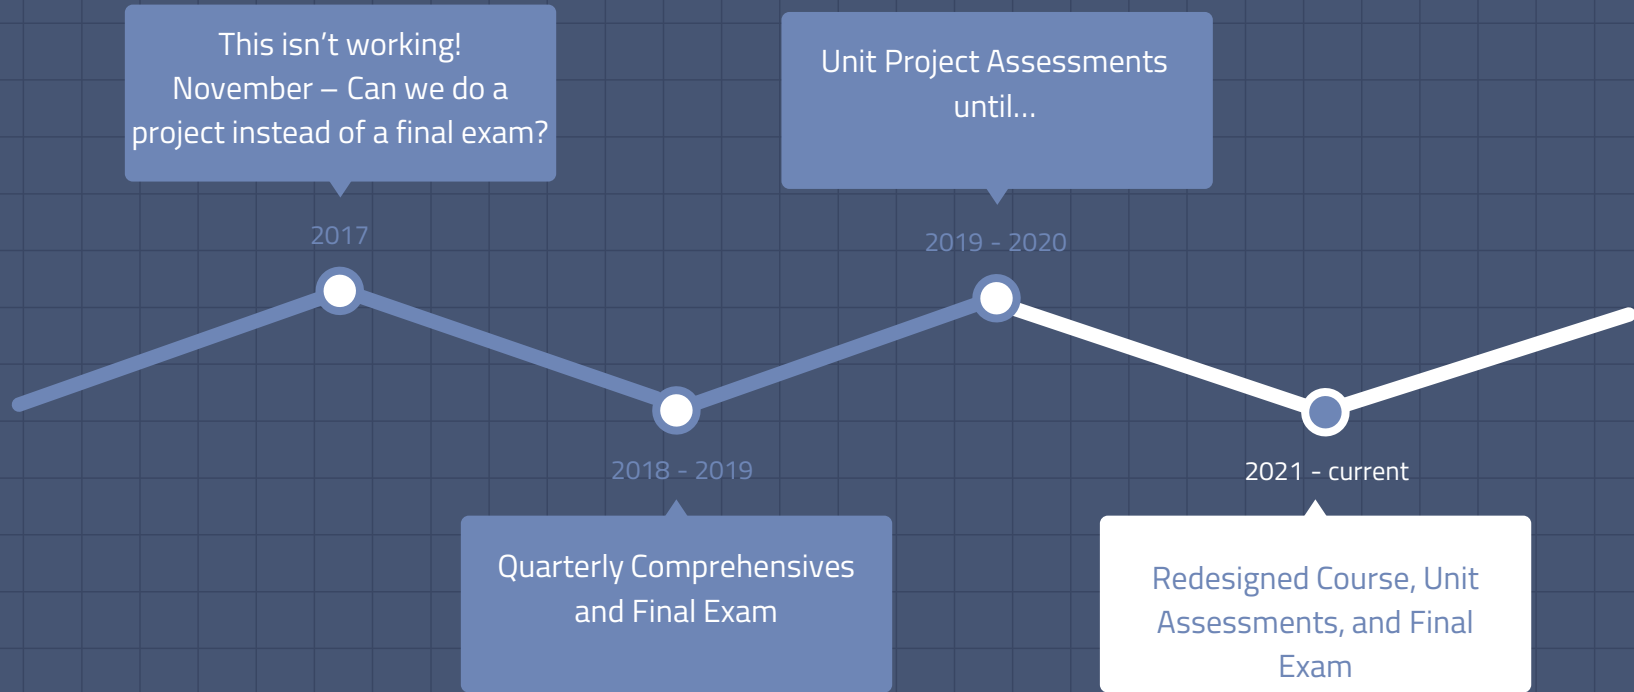 This isn’t working!
November – Can we do a
project instead of a final exam?
2017
2018 - 2019
Quarterly Comprehensives
and Final Exam
Unit Project Assessments
until...
2019 - 2020
2021 - current
Redesigned Course, Unit
Assessments, and Final
Exam